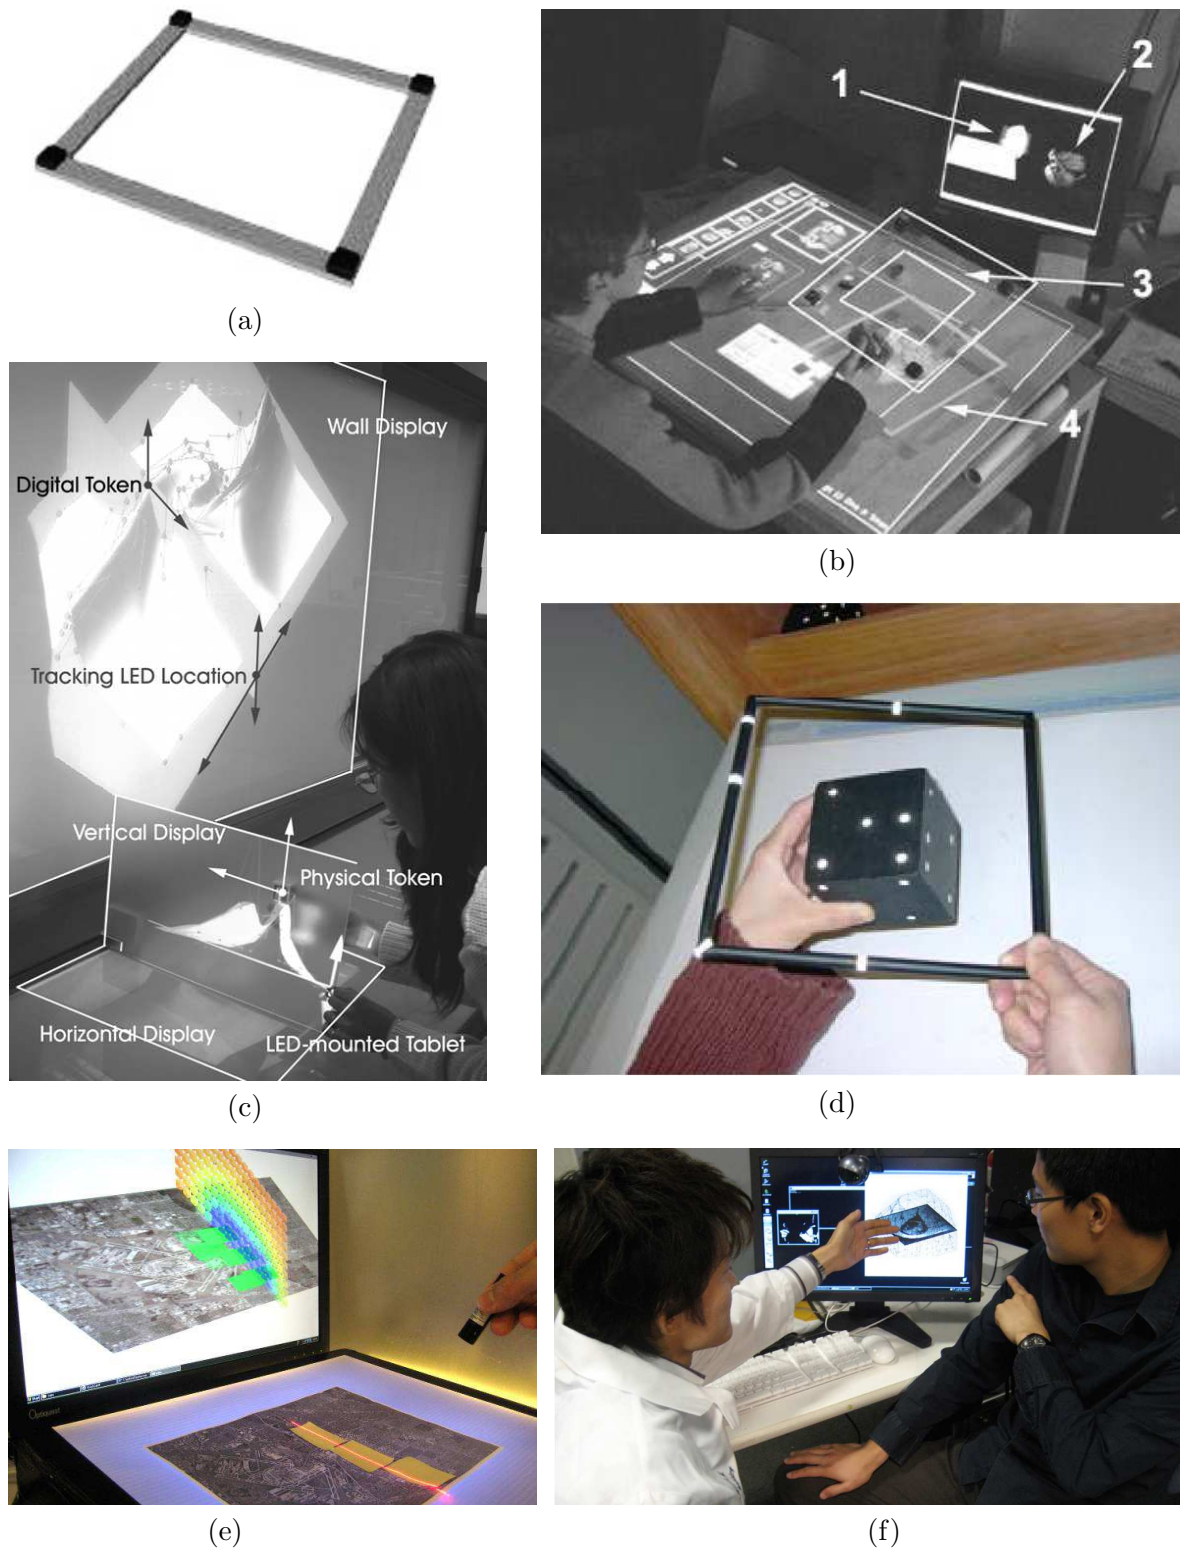 (a)
1
2
3
4
(b)
Wall Display
Digital Token
Tracking LED Location
Vertical Display
Physical Token
Horizontal Display
LED-mounted Tablet
(c)
(d)
(e)
(f)